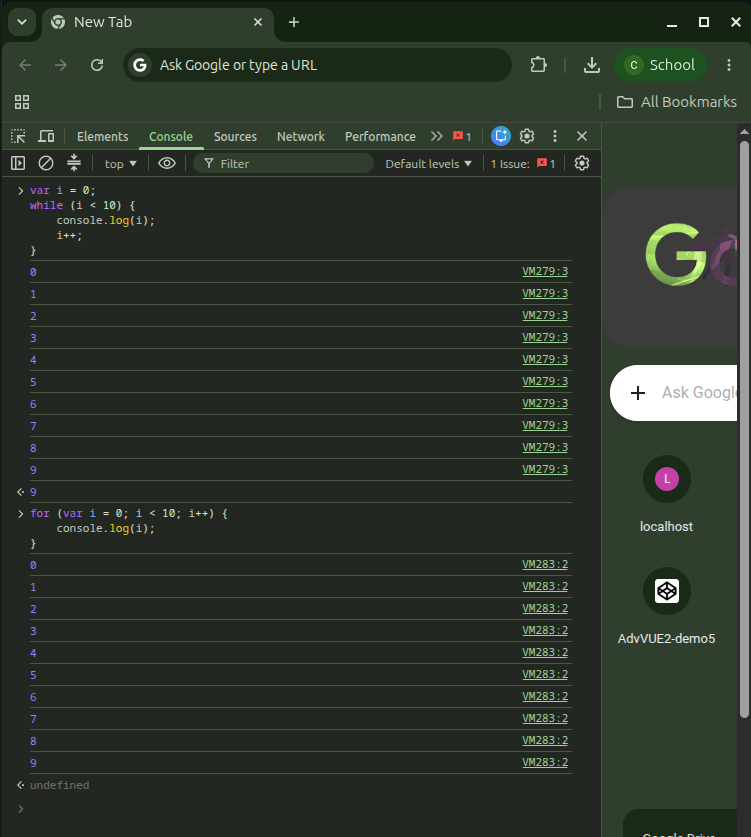 New Tab
Ask Google or type a URL
C School
All Bookmarks
Elements Console Sources Network Performance 1
top Filter Default levels 1 Issue: 1
var i = 0;
while (i < 10) {
    console.log(i);
    i++;
}
0 VM279:3
1 VM279:3
2 VM279:3
3 VM279:3
4 VM279:3
5 VM279:3
6 VM279:3
7 VM279:3
8 VM279:3
9 VM279:3
9
for (var i = 0; i < 10; i++) {
    console.log(i);
}
0 VM283:2
1 VM283:2
2 VM283:2
3 VM283:2
4 VM283:2
5 VM283:2
6 VM283:2
7 VM283:2
8 VM283:2
9 VM283:2
undefined
G
Ask Google
L
localhost
AdvVUE2-demo5
Google Drive